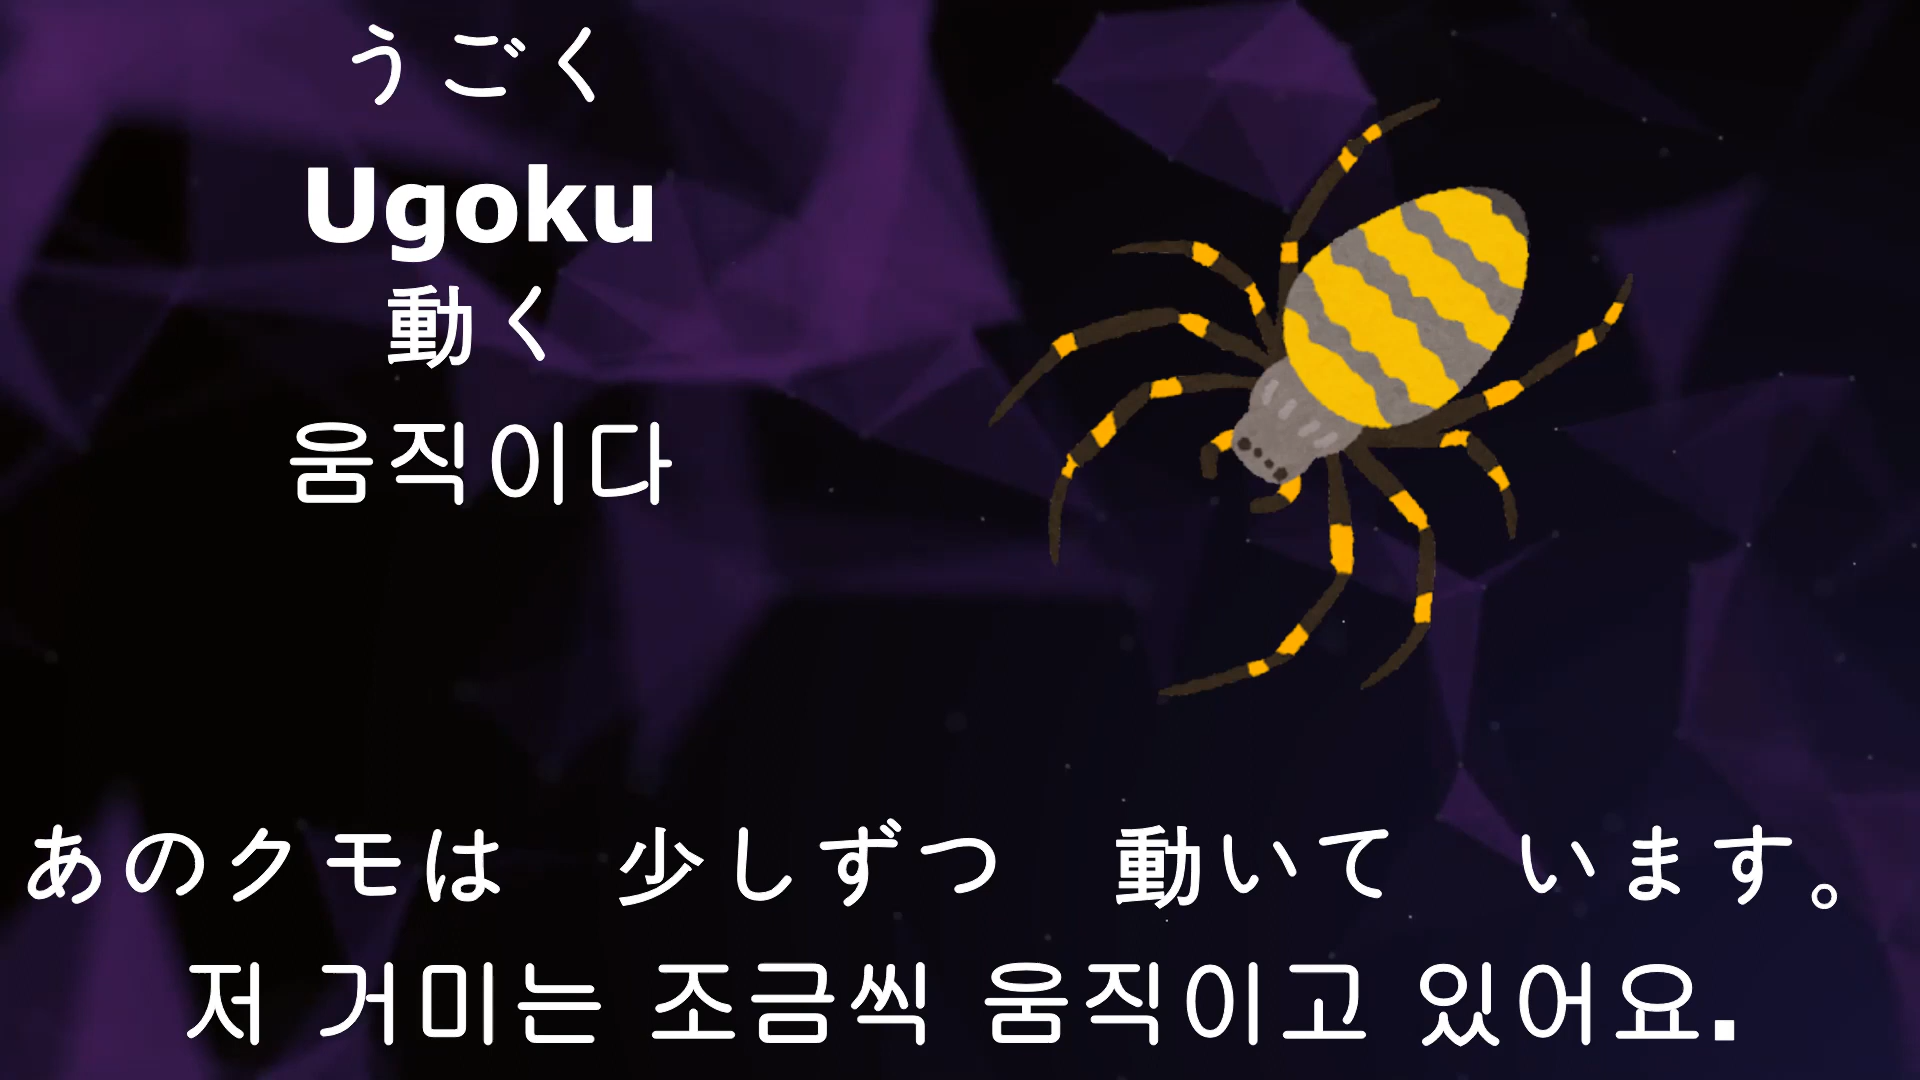 うごく
Ugoku
動く
움직이다
あのクモは　少しずつ　動いて　います。
저 거미는 조금씩 움직이고 있어요.